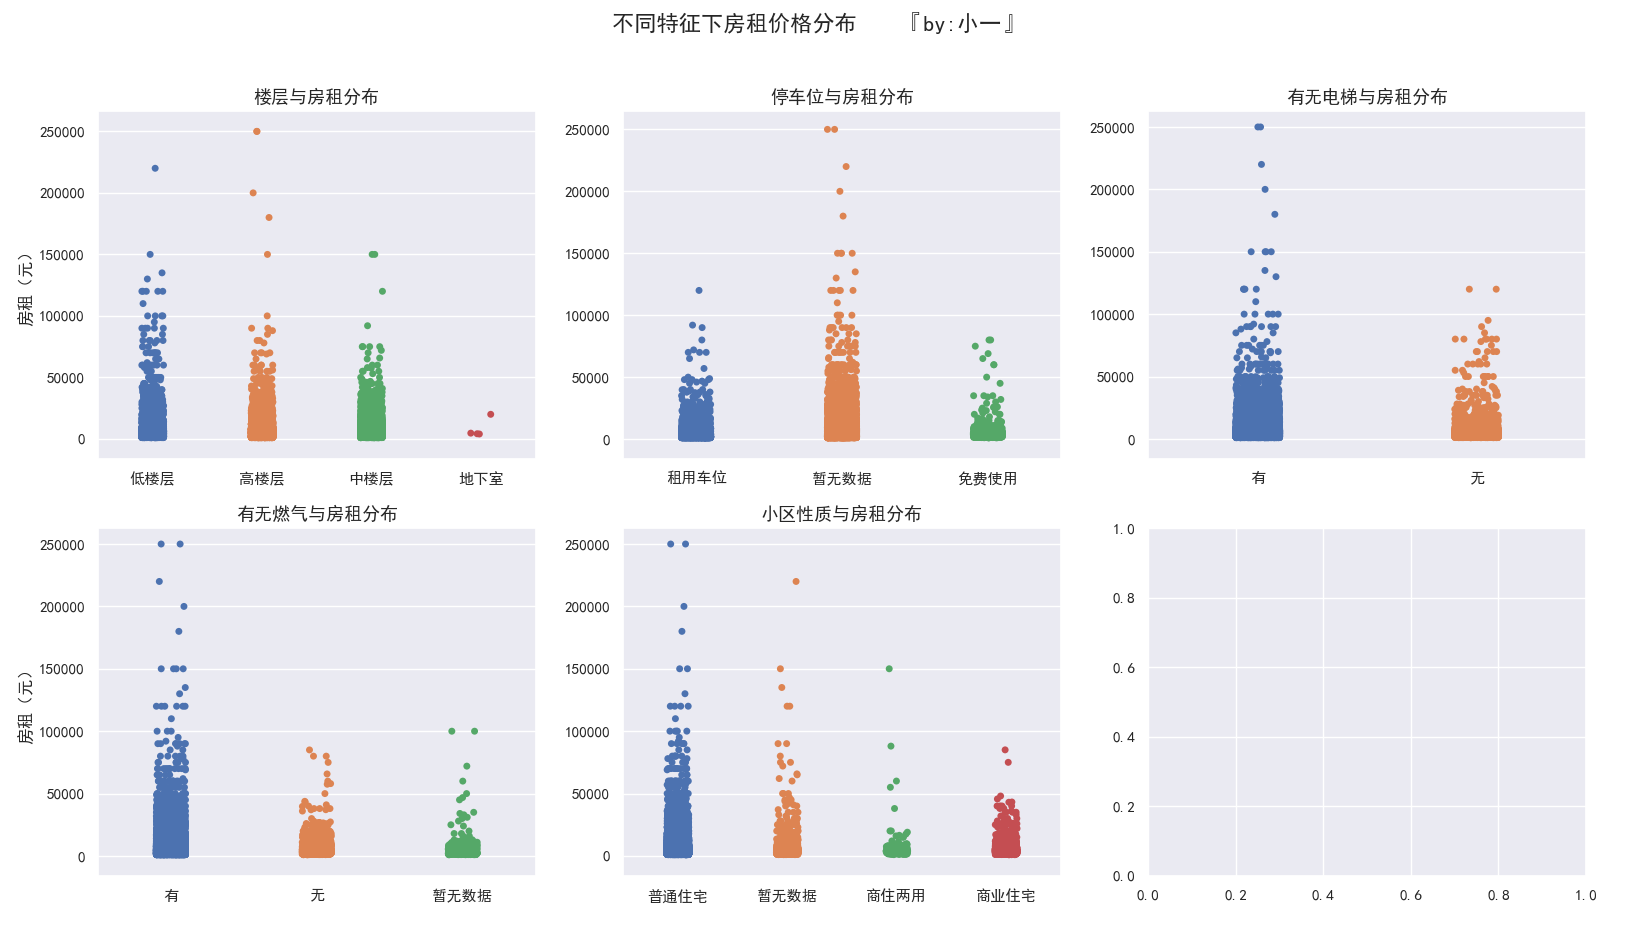 不同特征下房租价格分布 『by:小一』
楼层与房租分布
房租（元）
250000
200000
150000
100000
50000
0
低楼层 高楼层 中楼层 地下室
停车位与房租分布
250000
200000
150000
100000
50000
0
租用车位 暂无数据 免费使用
有无电梯与房租分布
250000
200000
150000
100000
50000
0
有 无
有无燃气与房租分布
房租（元）
250000
200000
150000
100000
50000
0
有 无 暂无数据
小区性质与房租分布
250000
200000
150000
100000
50000
0
普通住宅 暂无数据 商住两用 商业住宅
1.0
0.8
0.6
0.4
0.2
0.0
0.0 0.2 0.4 0.6 0.8 1.0